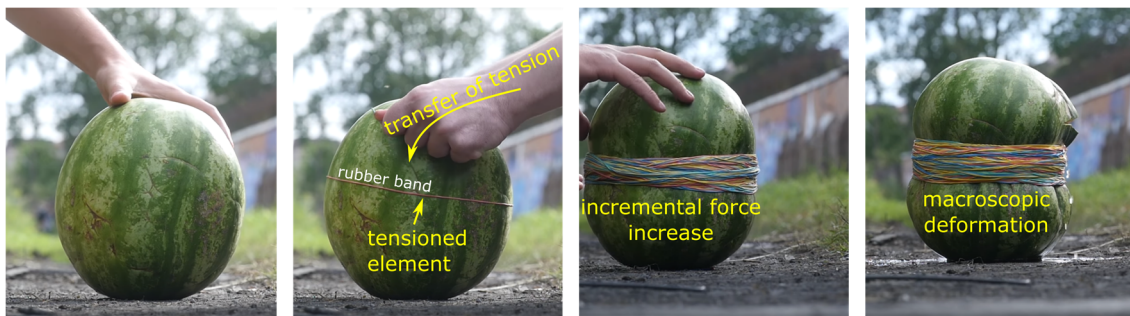 transfer of tension
rubber band
tensioned
element
incremental force
increase
macroscopic
deformation